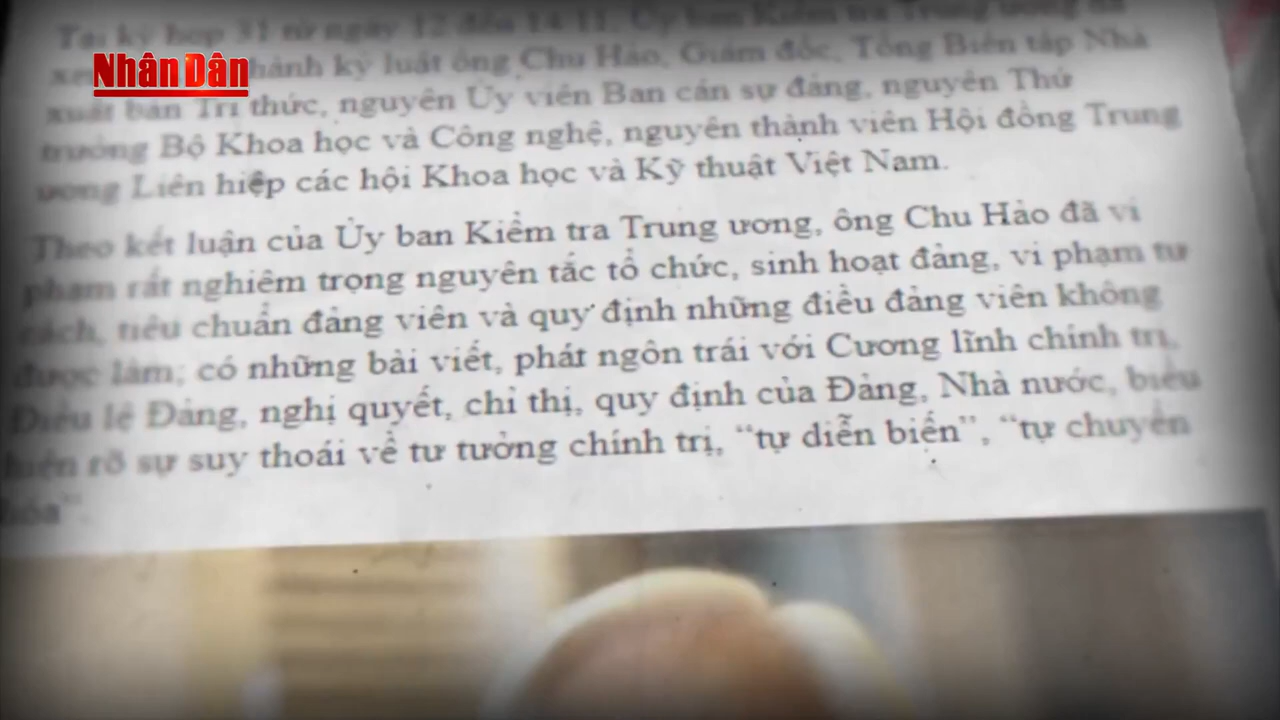 Tại kỳ họp 31 từ ngày 12 đến 14-11, Ủy ban Kiểm tra Trung ương đã
Nhân Dân
hành kỷ luật ông Chu Hảo, Giám đốc, Tổng Biên tập Nhà
xuất bản Tri thức, nguyên Ủy viên Ban cán sự đảng, nguyên Thứ
trưởng Bộ Khoa học và Công nghệ, nguyên thành viên Hội đồng Trung
ương Liên hiệp các hội Khoa học và Kỹ thuật Việt Nam.
Theo kết luận của Ủy ban Kiểm tra Trung ương, ông Chu Hảo đã vi
phạm rất nghiêm trọng nguyên tắc tổ chức, sinh hoạt đảng, vi phạm tư
cách, tiêu chuẩn đảng viên và quy định những điều đảng viên không
được làm; có những bài viết, phát ngôn trái với Cương lĩnh chính trị,
Điều lệ Đảng, nghị quyết, chỉ thị, quy định của Đảng, Nhà nước, biểu
hiện rõ sự suy thoái về tư tưởng chính trị, “tự diễn biến”, “tự chuyển
hóa”.